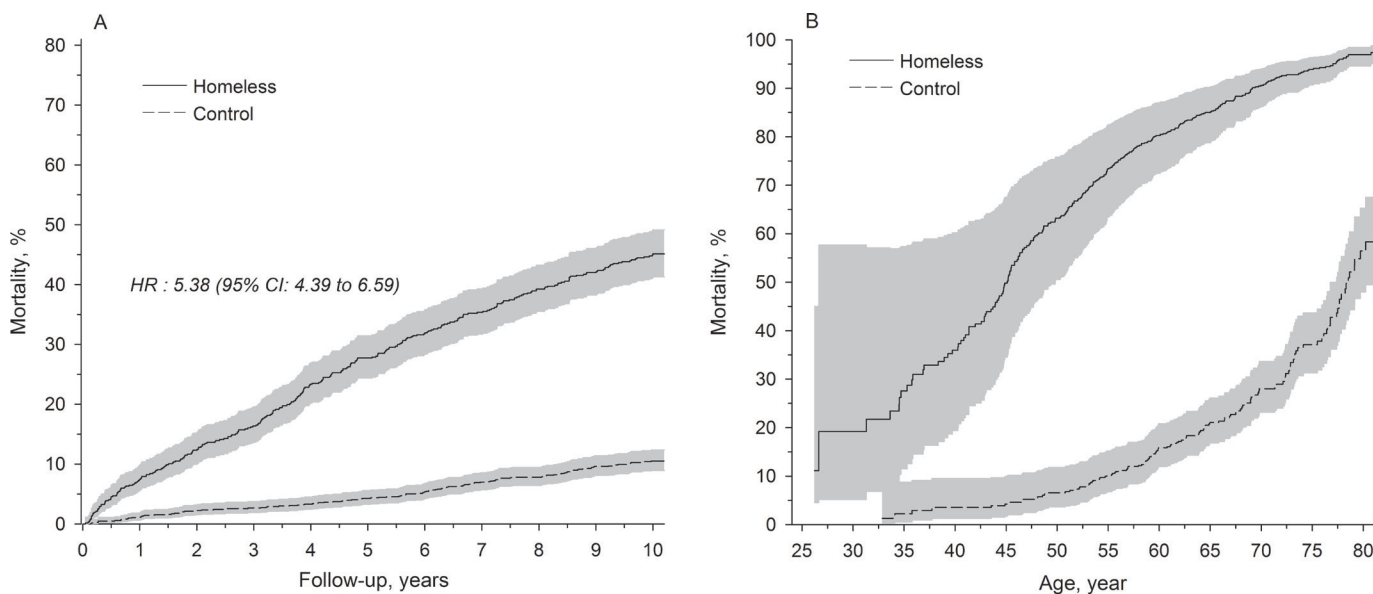 A
80
70
60
50
40
30
20
10
0
Mortality, %
Homeless
Control
HR : 5.38 (95% CI: 4.39 to 6.59)
0 1 2 3 4 5 6 7 8 9 10
Follow-up, years
B
100
90
80
70
60
50
40
30
20
10
0
Mortality, %
Homeless
Control
25 30 35 40 45 50 55 60 65 70 75 80
Age, year